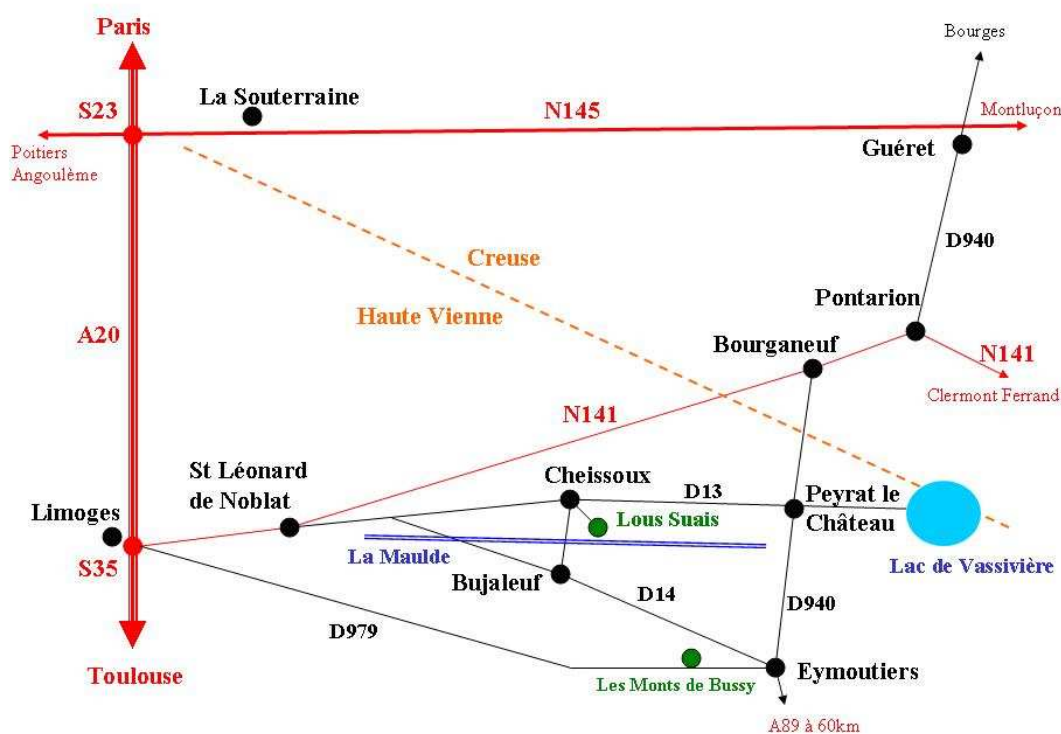 Paris
Bourges
La Souterraine
S23
N145
Montluçon
Poitiers
Angoulême
Guéret
D940
Creuse
Haute Vienne
Pontarion
A20
Bourganeuf
N141
Clermont Ferrand
N141
St Léonard
de Noblat
Cheissoux
D13
Peyrat le
Château
Limoges
Lous Suais
La Maulde
Lac de Vassivière
S35
Bujaleuf
D14
D940
D979
Toulouse
Les Monts de Bussy
Eymoutiers
A89 à 60km